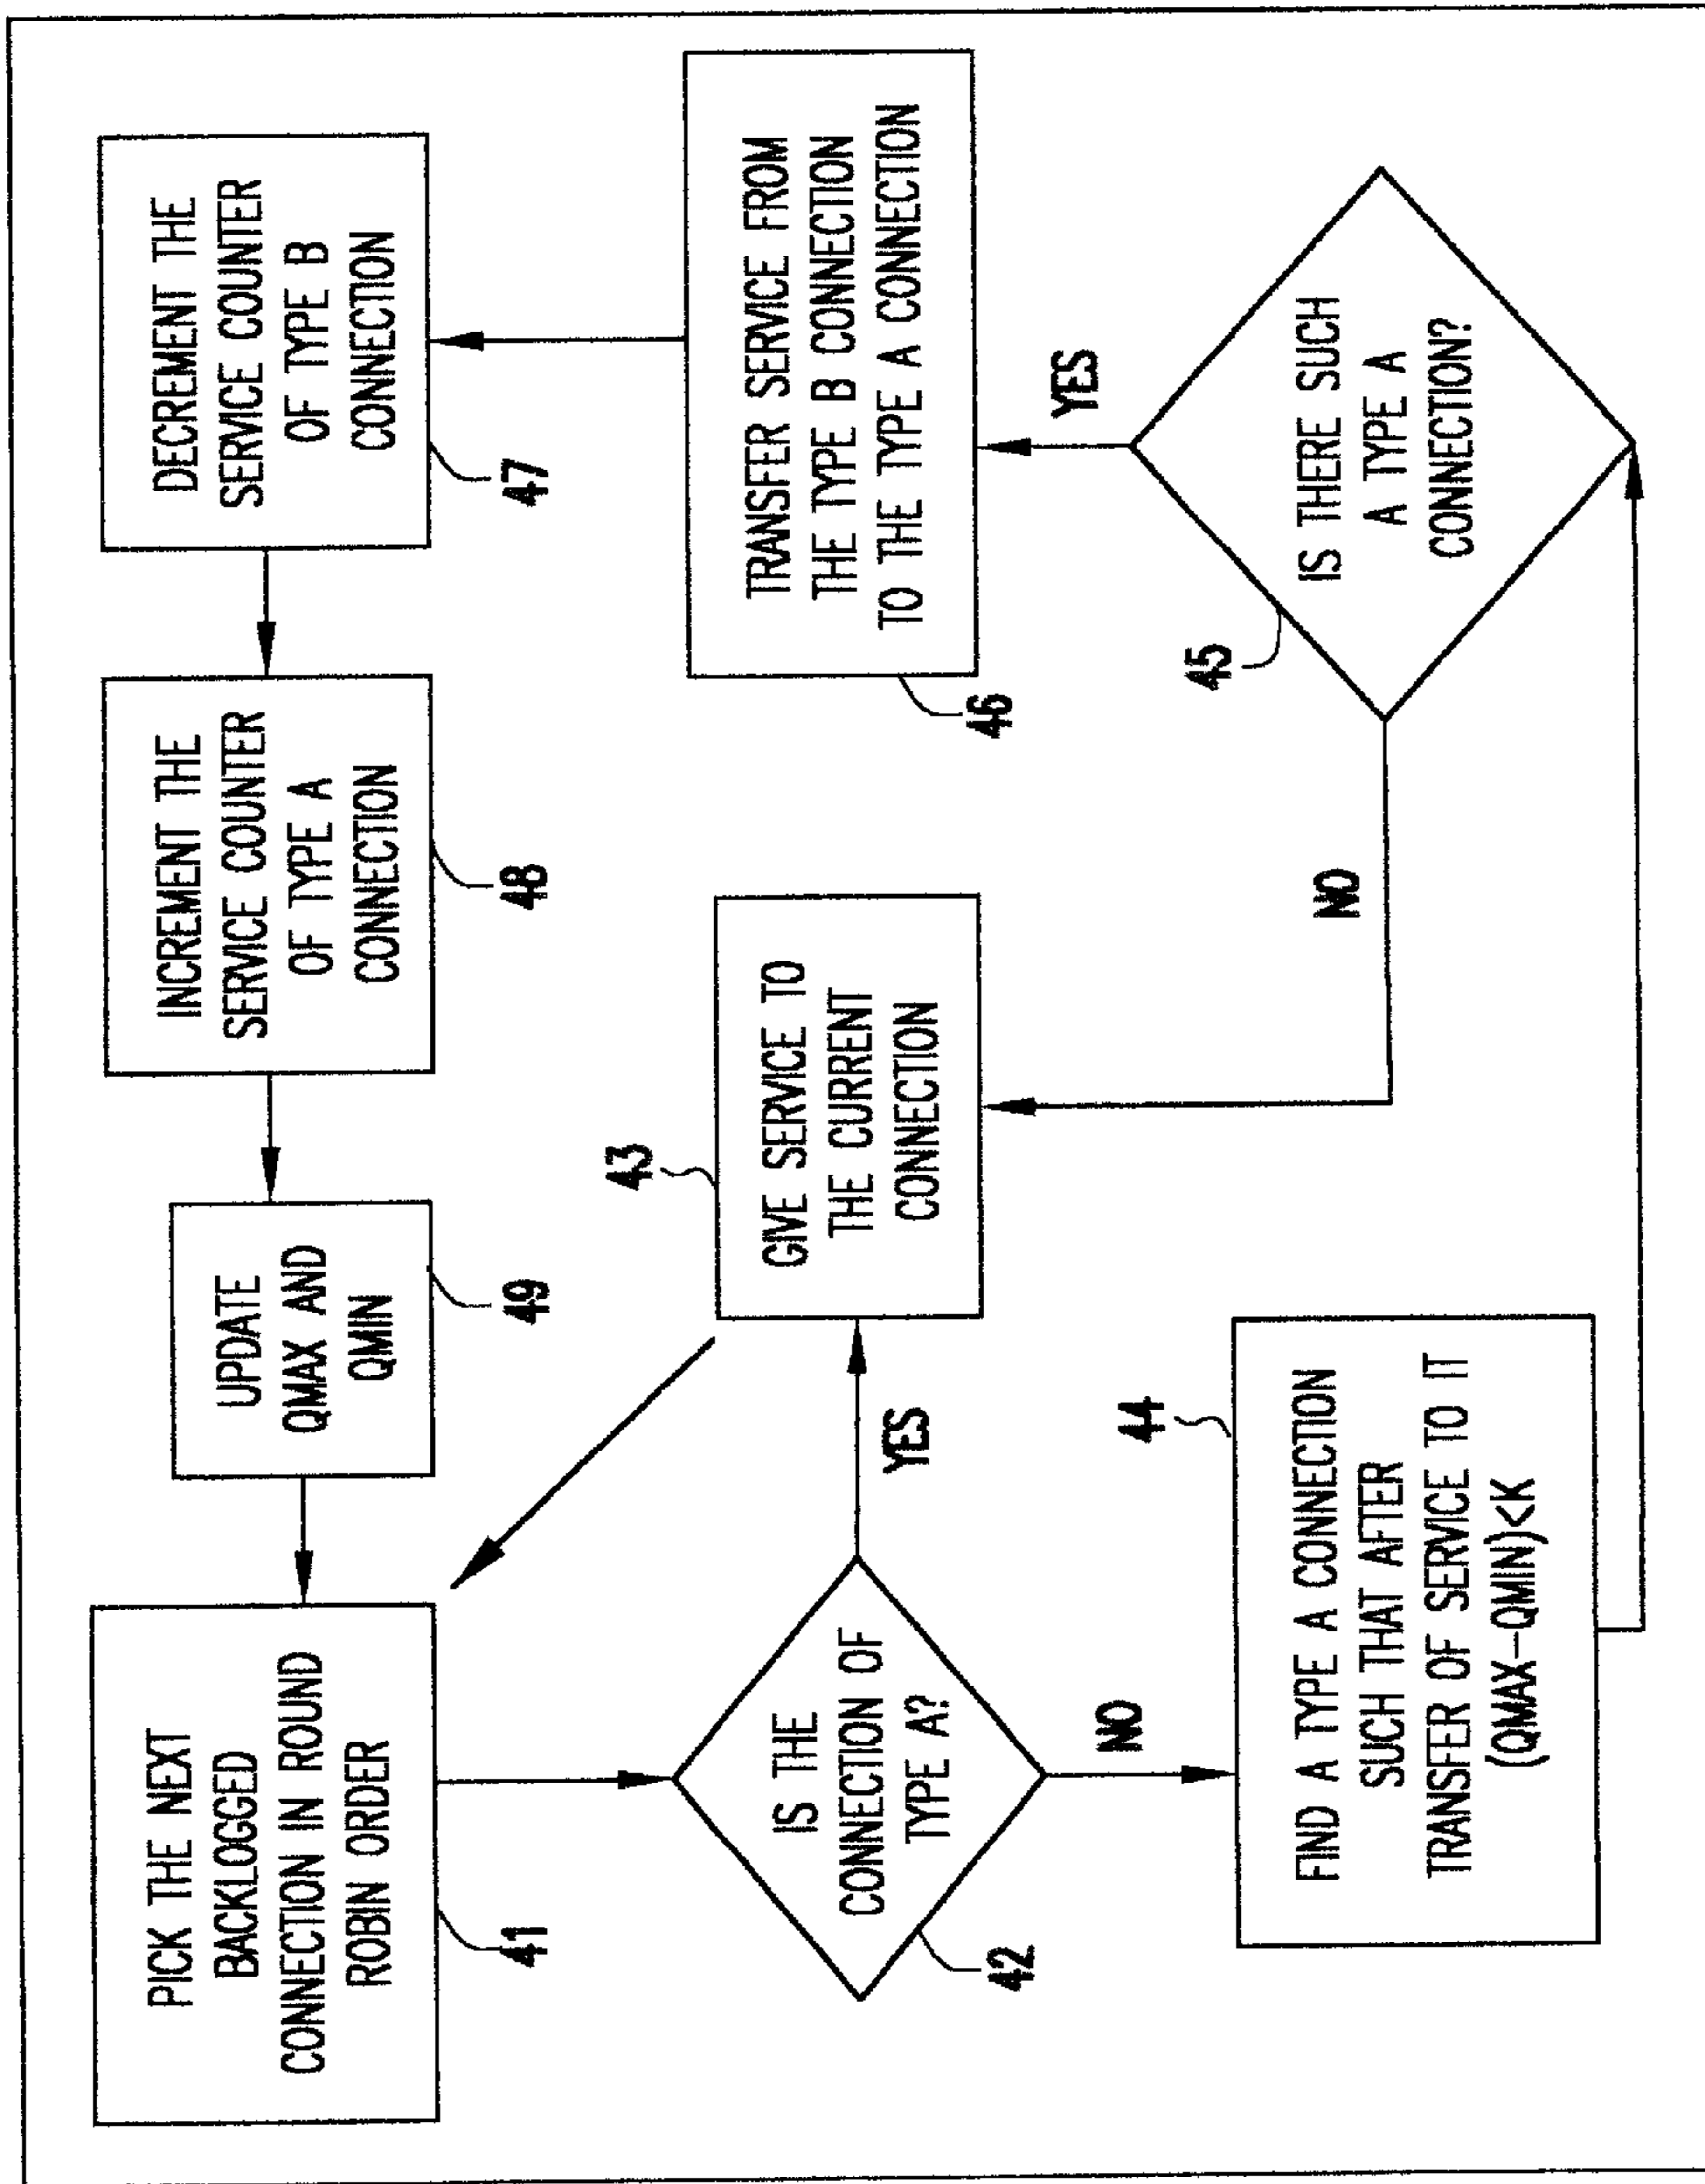 PICK THE NEXT
BACKLOGGED
CONNECTION IN ROUND
ROBIN ORDER
41
UPDATE
QMAX AND
QMIN
49
INCREMENT THE
SERVICE COUNTER
OF TYPE A
CONNECTION
48
DECREMENT THE
SERVICE COUNTER
OF TYPE B
CONNECTION
47
IS THE
CONNECTION OF
TYPE A?
42
YES
NO
43
GIVE SERVICE TO
THE CURRENT
CONNECTION
TRANSFER SERVICE FROM
THE TYPE B CONNECTION
TO THE TYPE A CONNECTION
46
44
FIND A TYPE A CONNECTION
SUCH THAT AFTER
TRANSFER OF SERVICE TO IT
(QMAX-QMIN)<K
45
IS THERE SUCH
A TYPE A
CONNECTION?
YES
NO